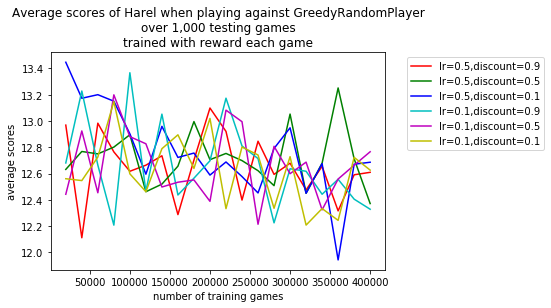 Average scores of Harel when playing against GreedyRandomPlayer
over 1,000 testing games
trained with reward each game
average scores
13.4
13.2
13.0
12.8
12.6
12.4
12.2
12.0
50000 100000 150000 200000 250000 300000 350000 400000
number of training games
lr=0.5,discount=0.9
lr=0.5,discount=0.5
lr=0.5,discount=0.1
lr=0.1,discount=0.9
lr=0.1,discount=0.5
lr=0.1,discount=0.1